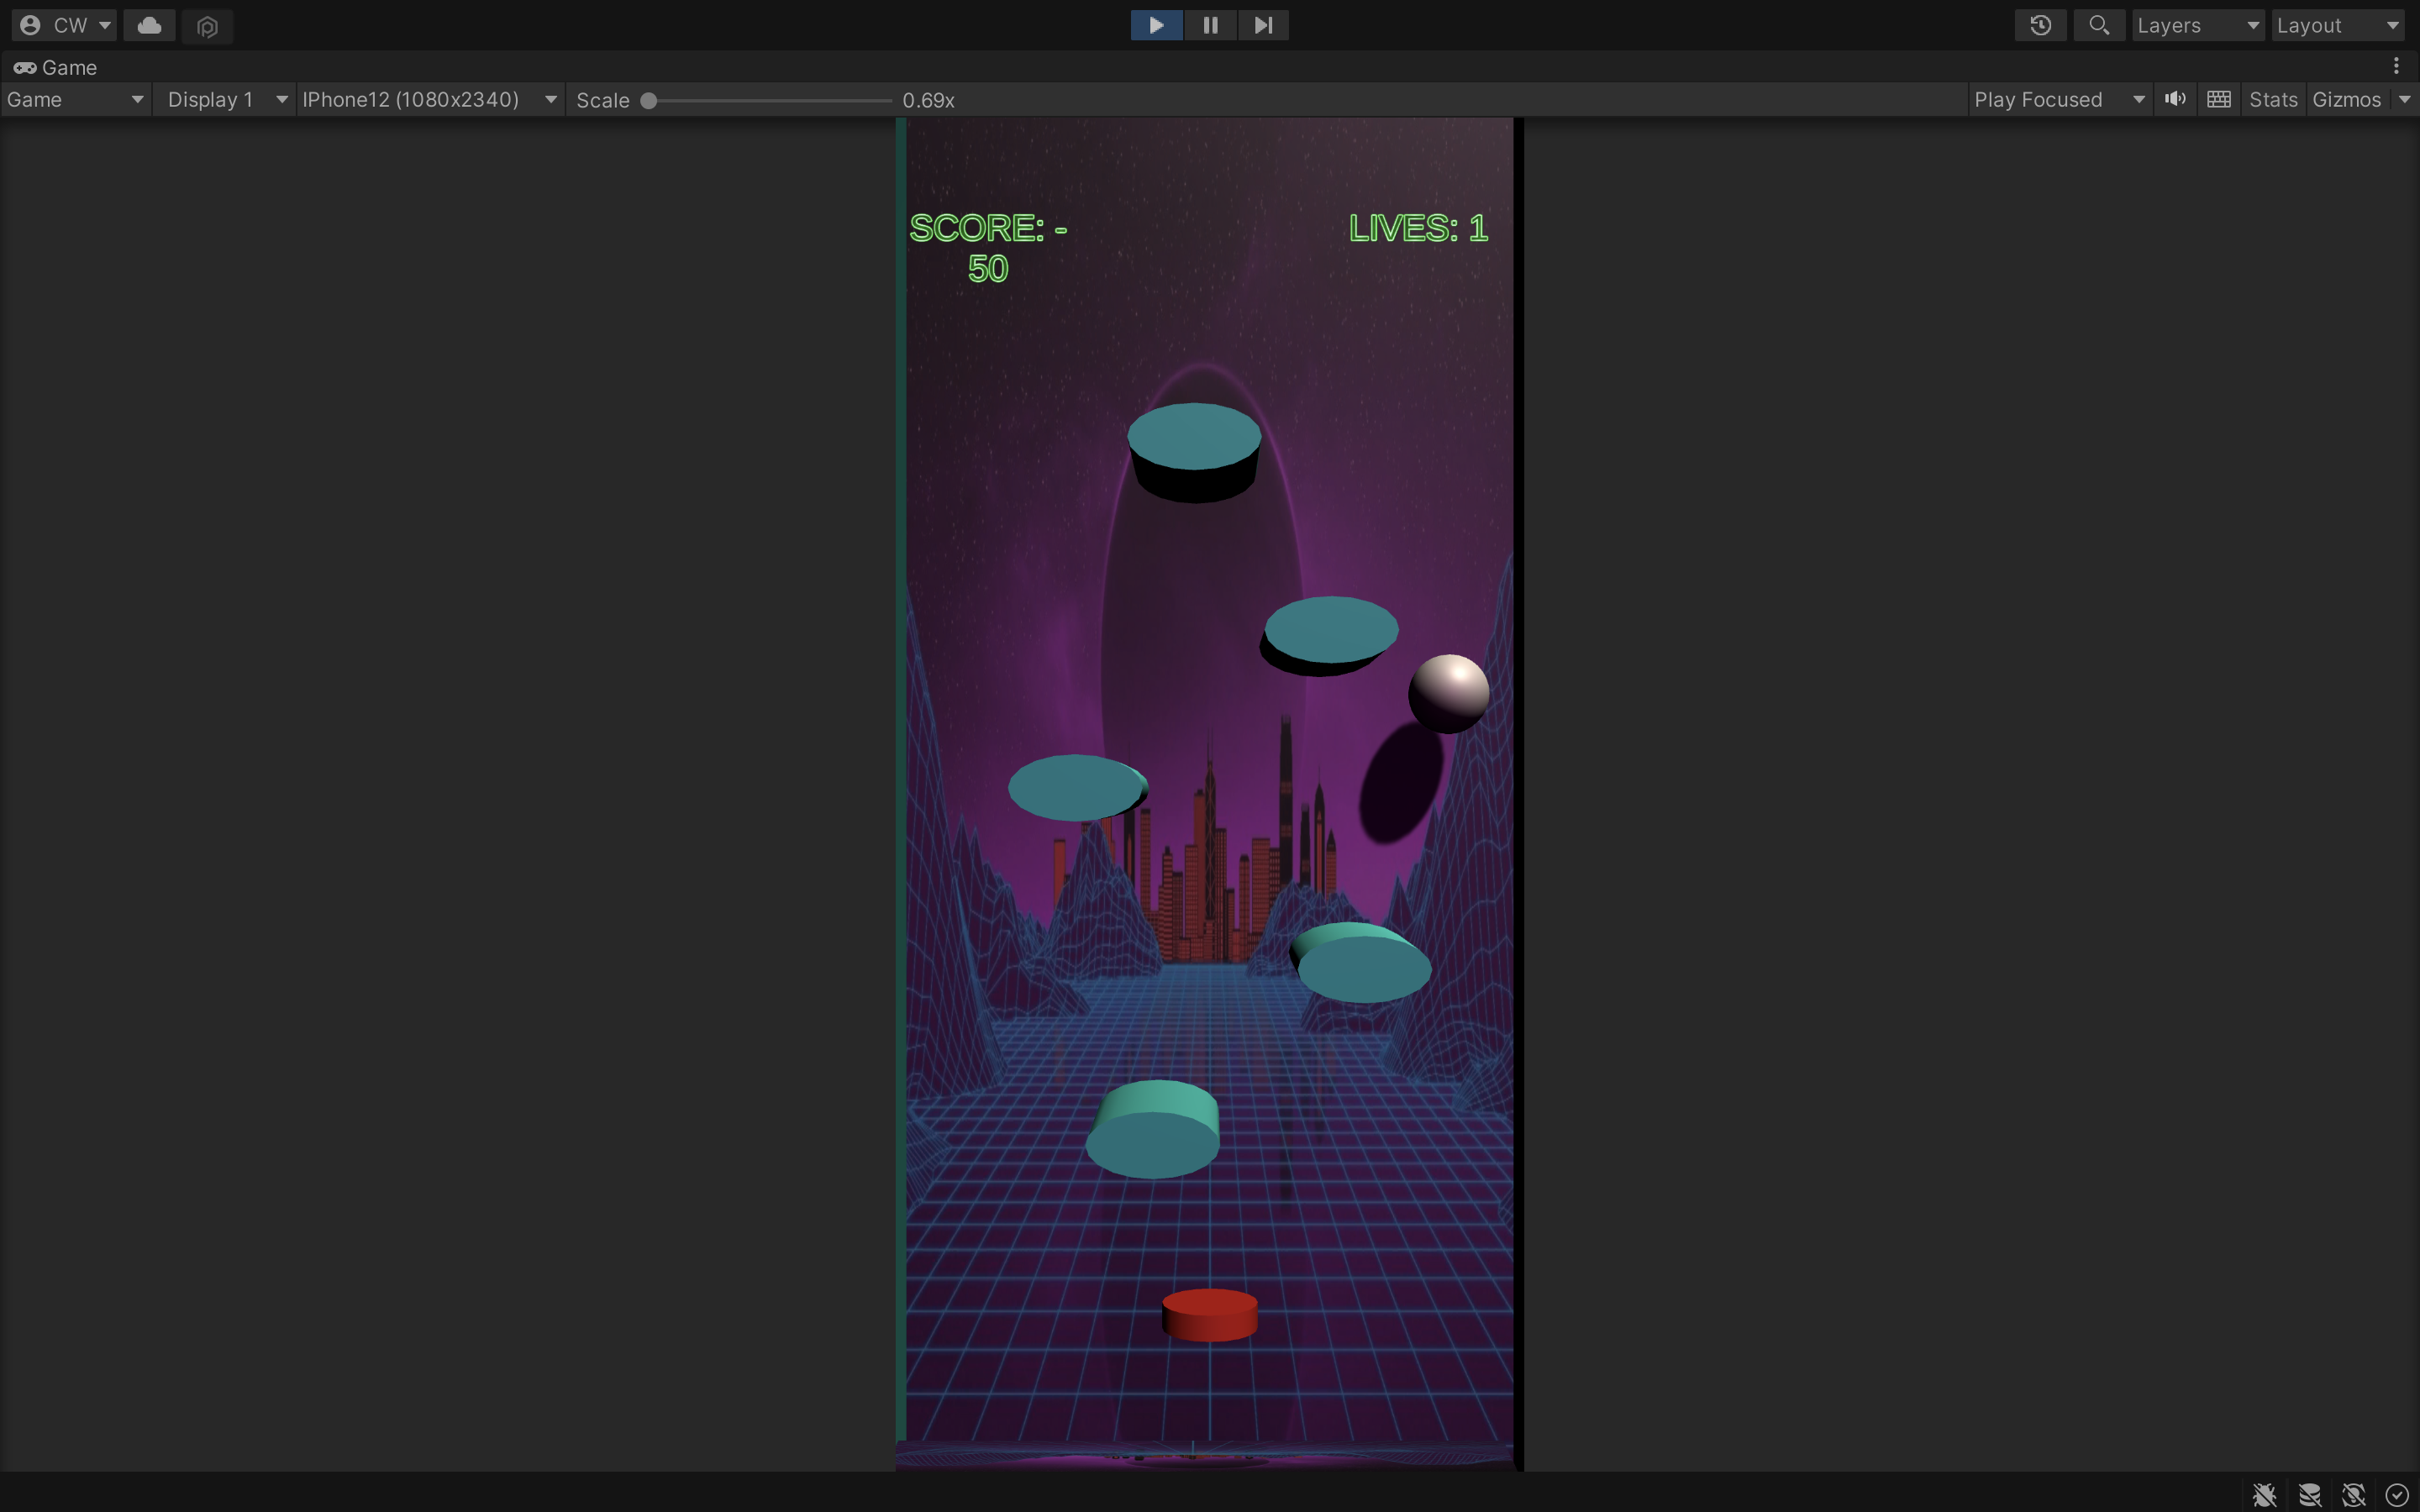 CW
Layers
Layout
Game
Game
Display 1
IPhone12 (1080x2340)
Scale
0.69x
Play Focused
Stats
Gizmos
SCORE: -
50
LIVES: 1